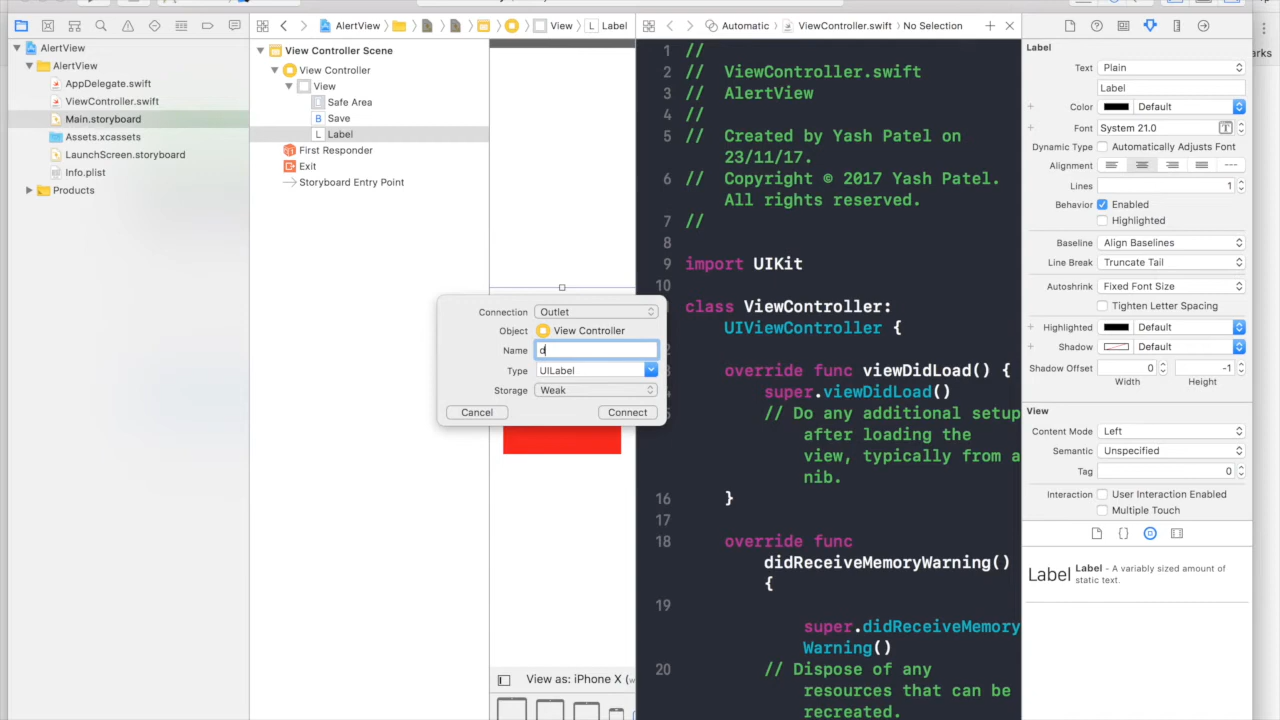 AlertView
View
Label
Automatic
ViewController.swift
No Selection
AlertView
AlertView
AppDelegate.swift
ViewController.swift
Main.storyboard
Assets.xcassets
LaunchScreen.storyboard
Info.plist
Products
View Controller Scene
View Controller
View
Safe Area
B Save
L Label
First Responder
Exit
Storyboard Entry Point
Connection Outlet
Object View Controller
Name d
Type UILabel
Storage Weak
Cancel Connect
View as: iPhone X (
1 //
2 // ViewController.swift
3 // AlertView
4 //
5 // Created by Yash Patel on
23/11/17.
6 // Copyright © 2017 Yash Patel.
All rights reserved.
7 //
8
9 import UIKit
10
class ViewController:
UIViewController {
override func viewDidLoad() {
super.viewDidLoad()
// Do any additional setup
after loading the
view, typically from a
nib.
16 }
17
18 override func
didReceiveMemoryWarning()
{
19
super.didReceiveMemory
Warning()
20 // Dispose of any
resources that can be
recreated.
Label
Text Plain
Label
Color Default
Font System 21.0
Dynamic Type Automatically Adjusts Font
Alignment
Lines 1
Behavior Enabled
Highlighted
Baseline Align Baselines
Line Break Truncate Tail
Autoshrink Fixed Font Size
Tighten Letter Spacing
Highlighted Default
Shadow Default
Shadow Offset 0 -1
Width Height
View
Content Mode Left
Semantic Unspecified
Tag 0
Interaction User Interaction Enabled
Multiple Touch
Label Label - A variably sized amount of
static text.
arks